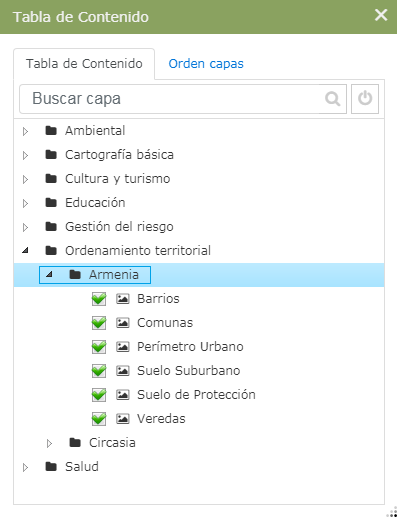 Tabla de Contenido
Tabla de Contenido
Orden capas
Buscar capa
Ambiental
Cartografía básica
Cultura y turismo
Educación
Gestión del riesgo
Ordenamiento territorial
Armenia
Barrios
Comunas
Perímetro Urbano
Suelo Suburbano
Suelo de Protección
Veredas
Circasia
Salud